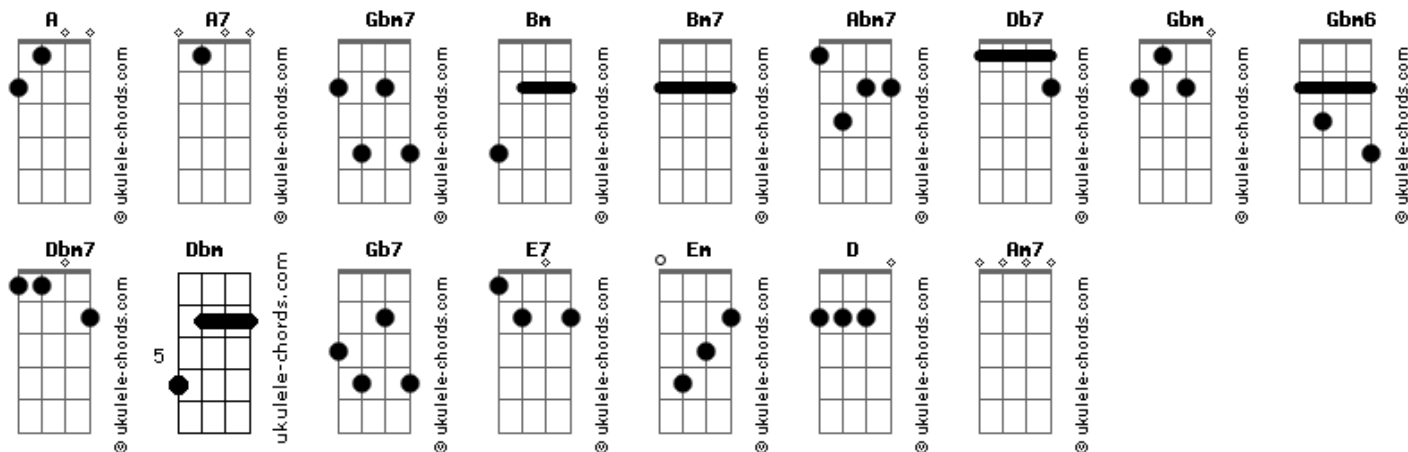 A A7 Gbm7 Bm Bm7 Abm7 Db7 Gbm Gbm6
© ukulele-chords.com © ukulele-chords.com © ukulele-chords.com © ukulele-chords.com © ukulele-chords.com © ukulele-chords.com © ukulele-chords.com © ukulele-chords.com © ukulele-chords.com
Dbm7 Dbm Gb7 E7 Em D Am7
5
© ukulele-chords.com ukulele-chords.com © ukulele-chords.com © ukulele-chords.com © ukulele-chords.com © ukulele-chords.com © ukulele-chords.com